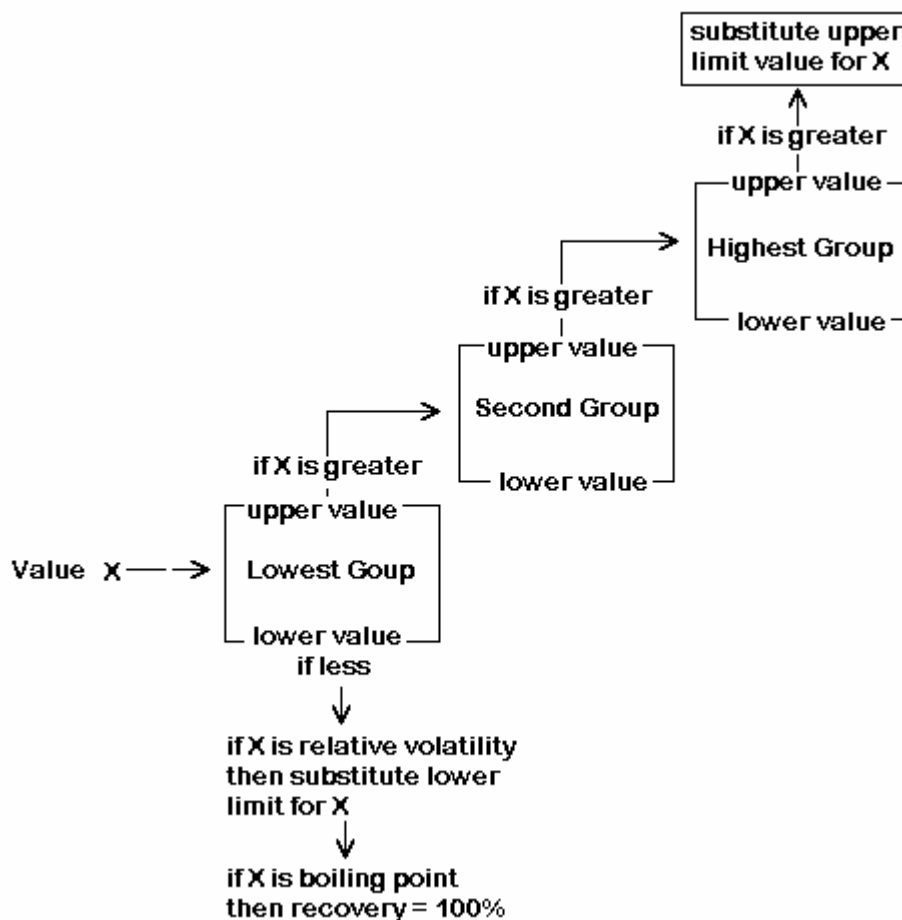 substitute upper
limit value for X
if X is greater
upper value
Highest Group
lower value
if X is greater
upper value
Second Group
lower value
if X is greater
upper value
Value X
Lowest Goup
lower value
if less
if X is relative volatility
then substitute lower
limit for X
if X is boiling point
then recovery = 100%